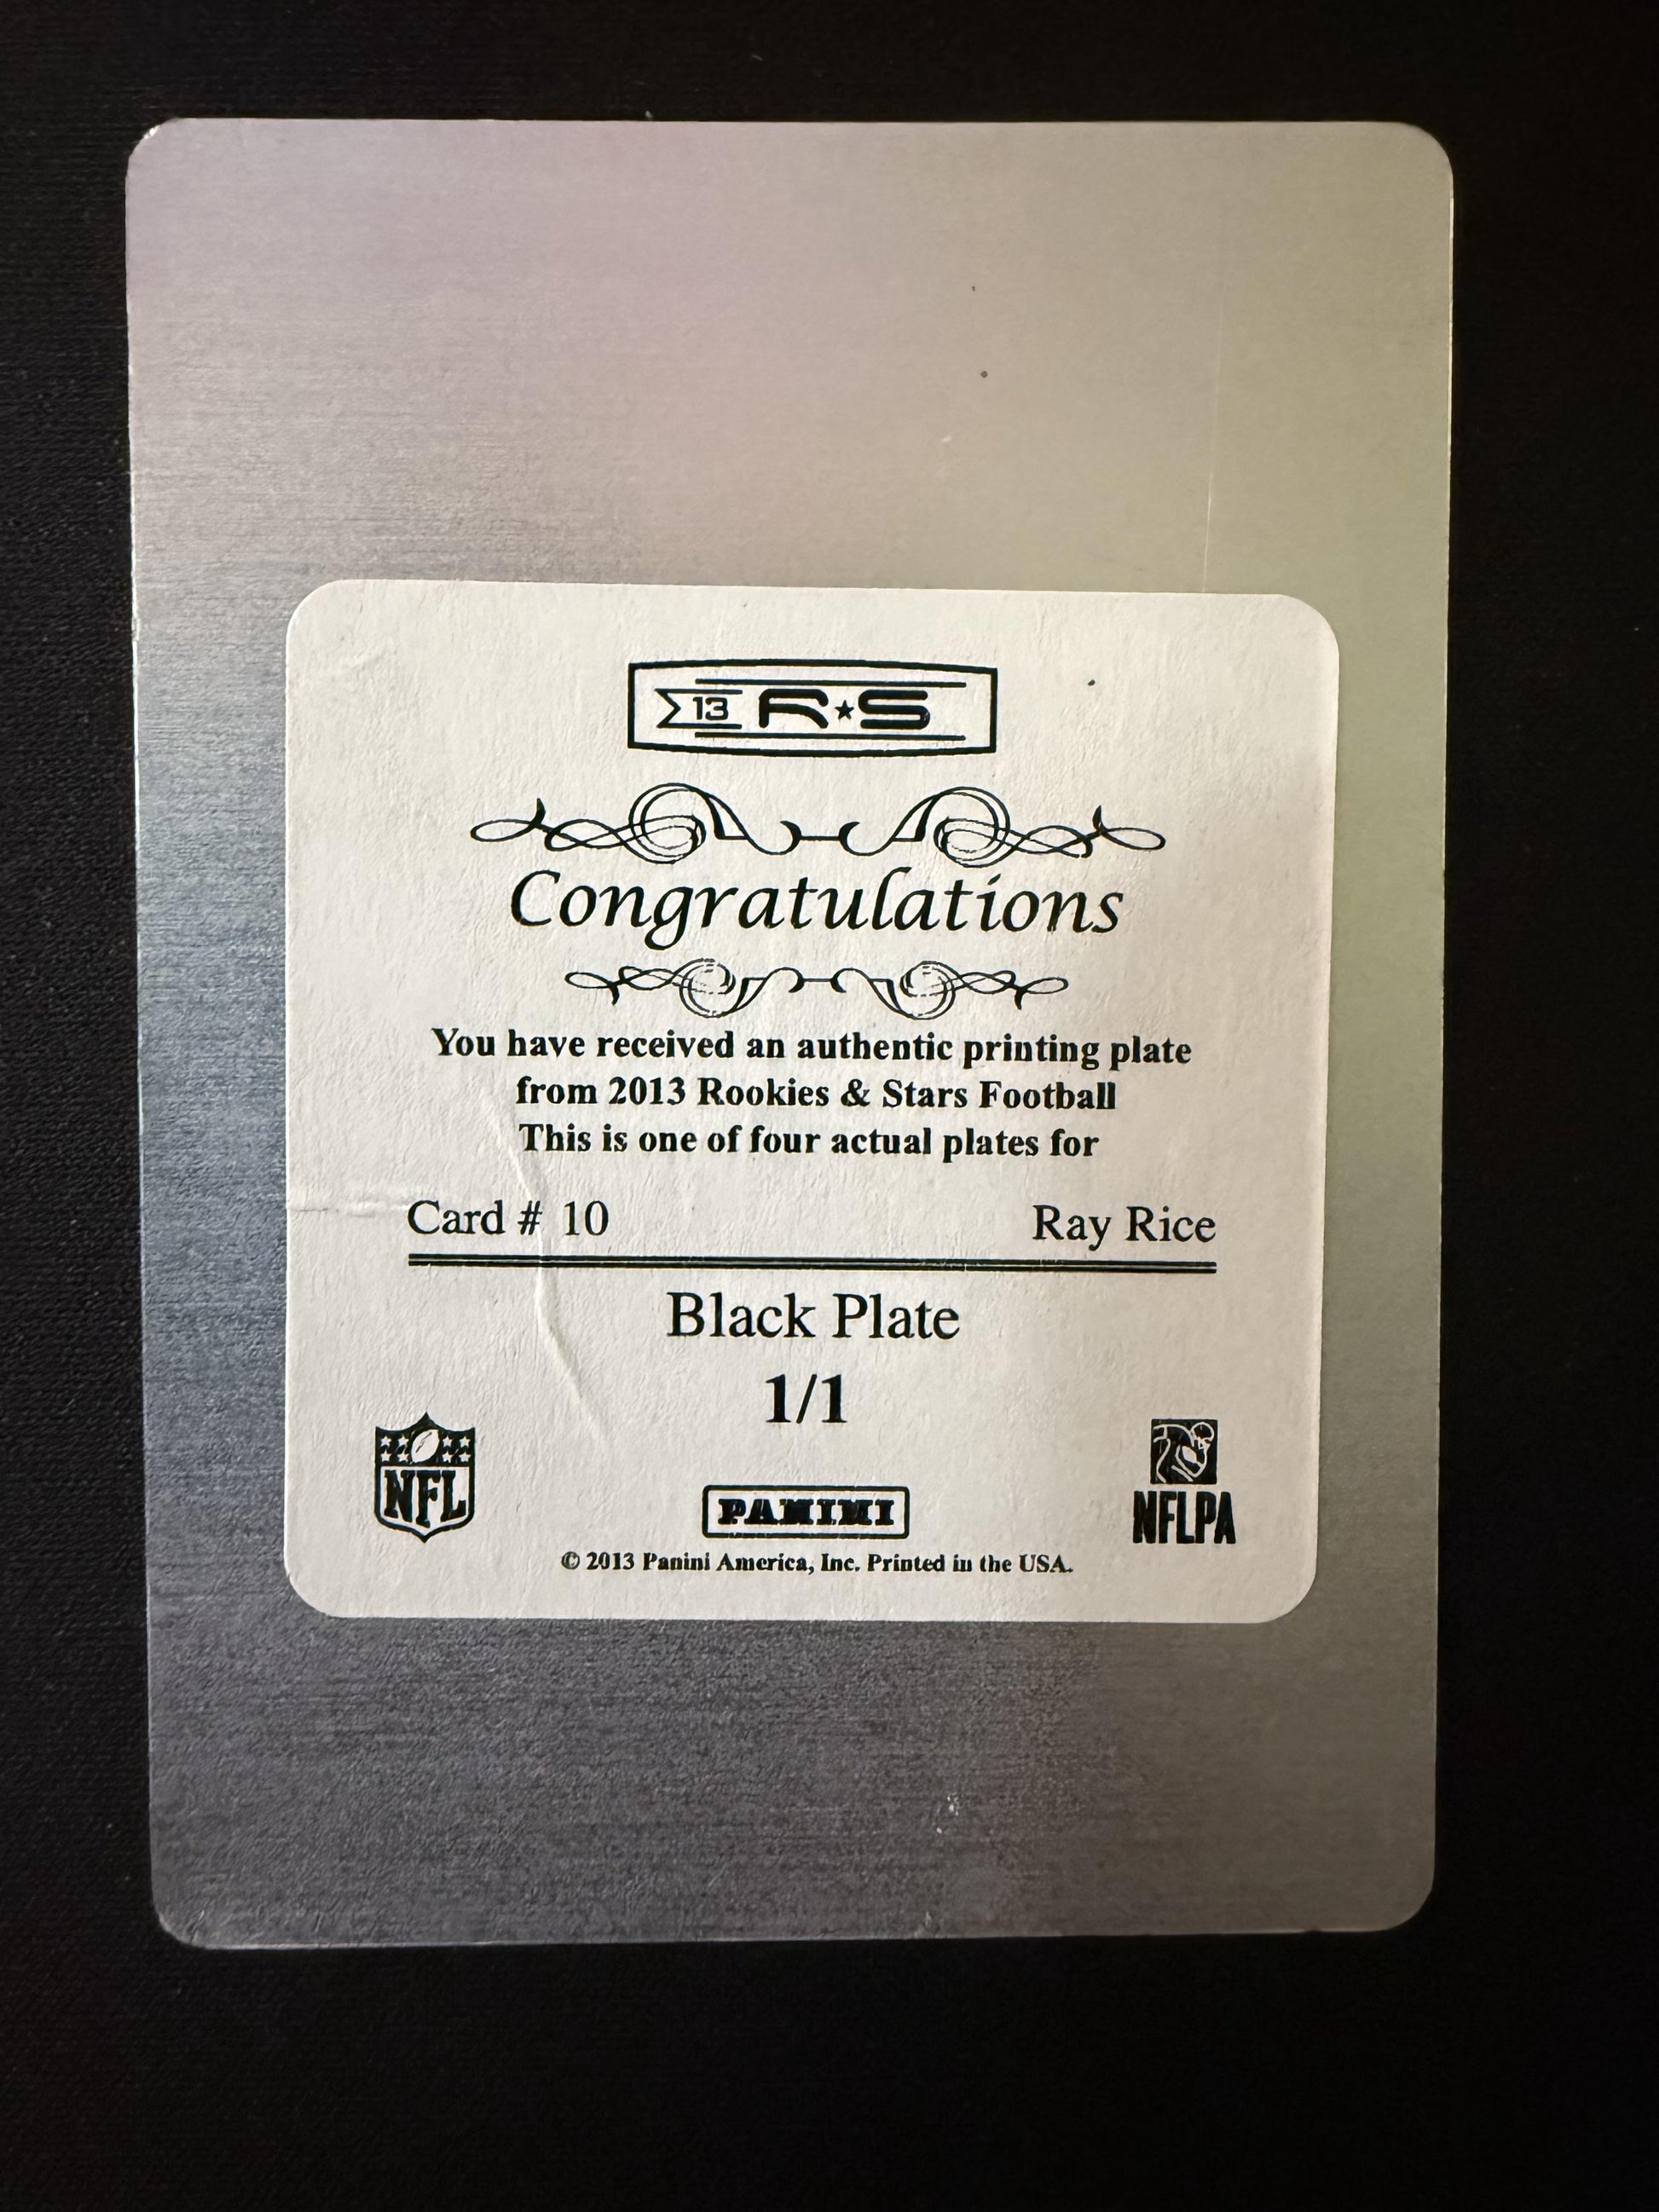 13 R★S
Congratulations
You have received an authentic printing plate
from 2013 Rookies & Stars Football
This is one of four actual plates for
Card # 10 Ray Rice
Black Plate
1/1
NFL
PANINI
NFLPA
© 2013 Panini America, Inc. Printed in the USA.